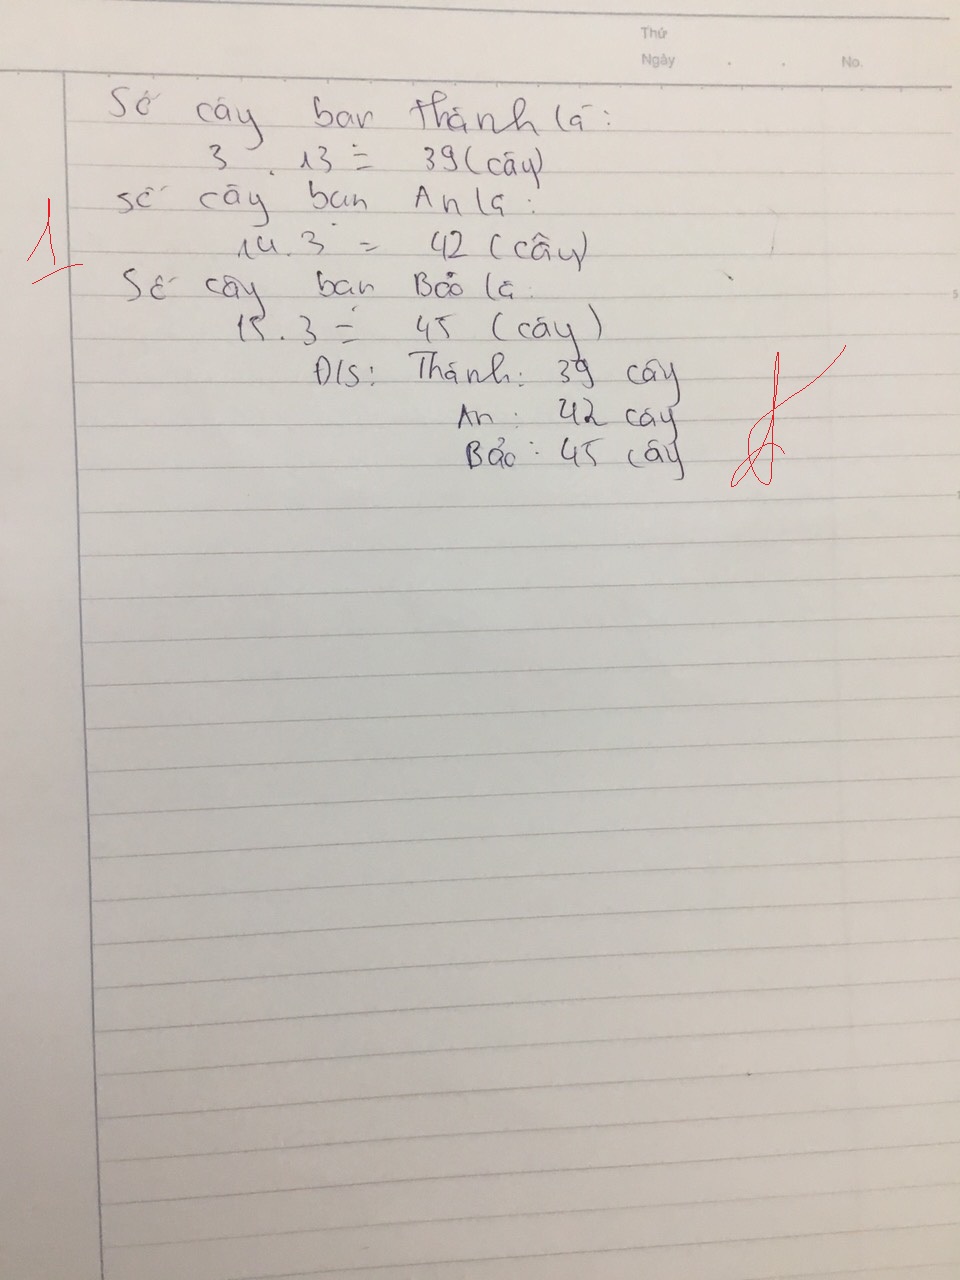 Thứ
Ngày . . No.
Số cây bạn Thành là:
3 . 13 = 39 (cây)
số cây bạn An là:
14.3 = 42 (cây)
Số cây bạn Bảo là:
15.3 = 45 (cây)
Đ/S: Thành: 39 cây
An: 42 cây
Bảo: 45 cây
1